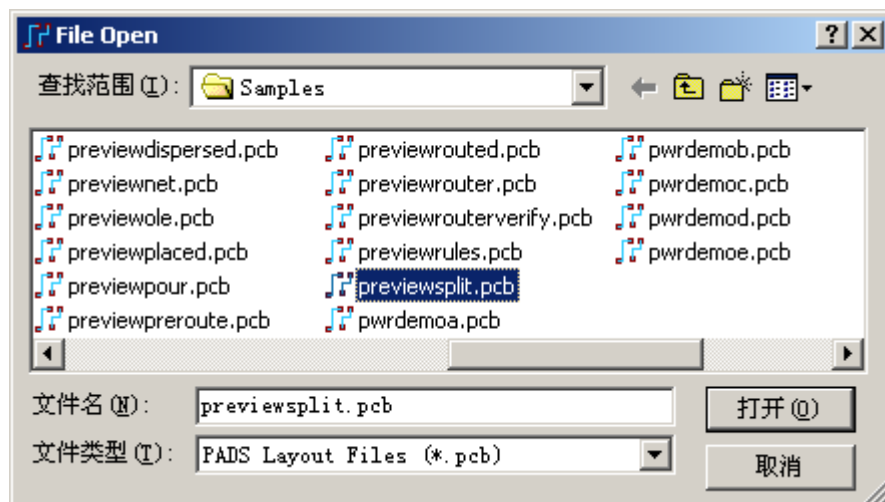 File Open
查找范围(I): Samples
previewdispersed.pcb previewrouted.pcb pwrdemob.pcb
previewnet.pcb previewrouter.pcb pwrdemoc.pcb
previewole.pcb previewrouterverify.pcb pwrdemod.pcb
previewplaced.pcb previewrules.pcb pwrdemoe.pcb
previewpour.pcb previewsplit.pcb
previewpreroute.pcb pwrdemoa.pcb
文件名(N): previewsplit.pcb 打开(O)
文件类型(T): PADS Layout Files (*.pcb) 取消